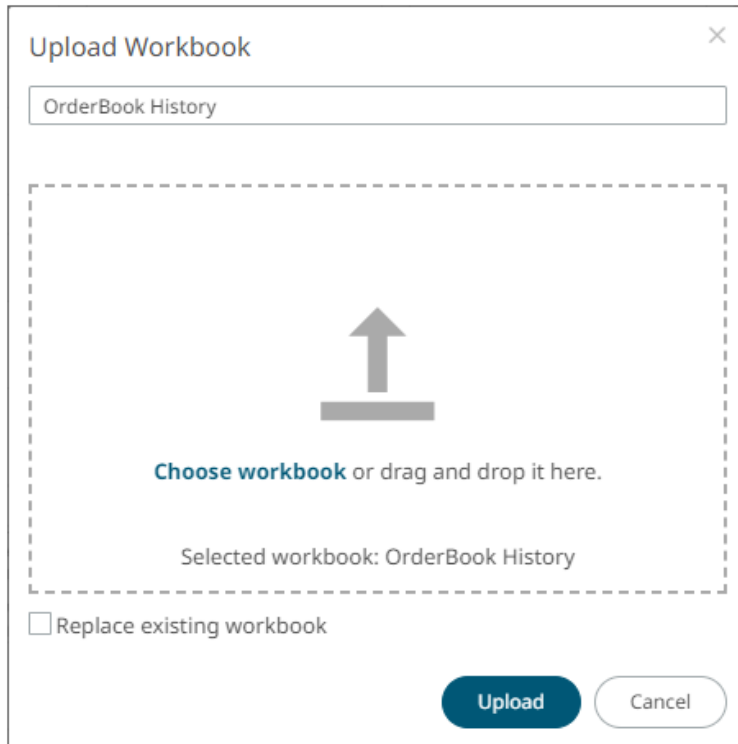 Upload Workbook
OrderBook History
Choose workbook or drag and drop it here.
Selected workbook: OrderBook History
Replace existing workbook
Upload
Cancel